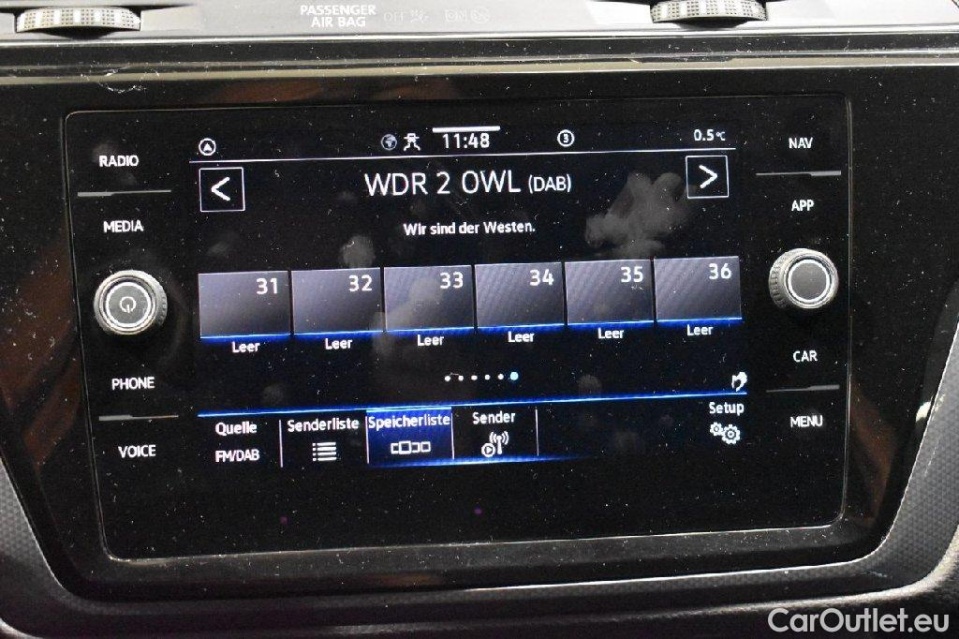 PASSENGER
AIR BAG OFF
RADIO
MEDIA
PHONE
VOICE
11:48
3
0.5°C
WDR 2 OWL (DAB)
Wir sind der Westen.
31 32 33 34 35 36
Leer Leer Leer Leer Leer Leer
Quelle
FM/DAB
Senderliste
Speicherliste
Sender
Setup
NAV
APP
CAR
MENU
CarOutlet.eu